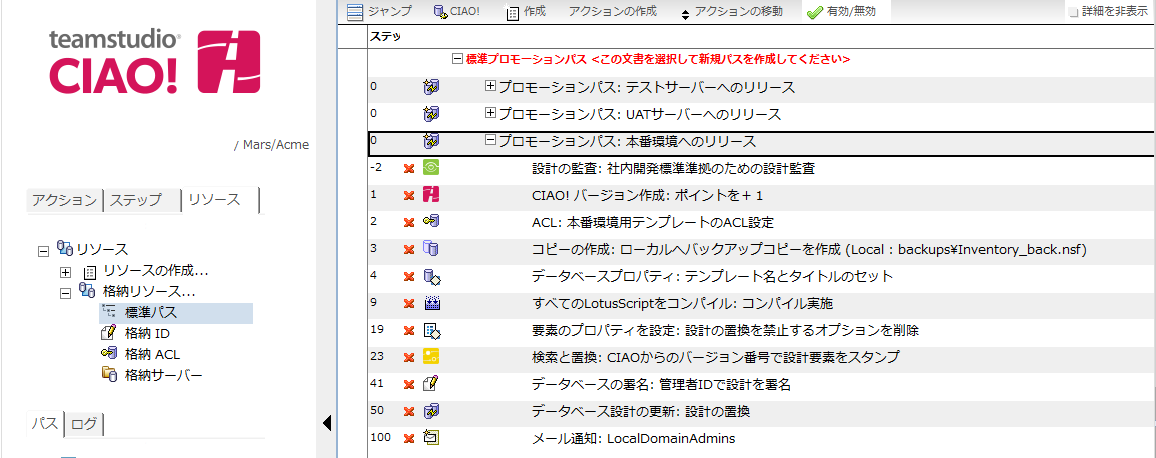 teamstudio
CIAO!
/ Mars/Acme
アクション ステップ リソース
リソース
リソースの作成...
格納リソース...
標準パス
格納 ID
格納 ACL
格納サーバー
パス ログ
ジャンプ CIAO! 作成 アクションの作成 アクションの移動 有効/無効 詳細を非表示
ステッ
標準プロモーションパス <この文書を選択して新規パスを作成してください>
0 プロモーションパス: テストサーバーへのリリース
0 プロモーションパス: UATサーバーへのリリース
0 プロモーションパス: 本番環境へのリリース
-2 設計の監査: 社内開発標準準拠のための設計監査
1 CIAO! バージョン作成: ポイントを＋１
2 ACL: 本番環境用テンプレートのACL設定
3 コピーの作成: ローカルへバックアップコピーを作成 (Local : backups¥Inventory_back.nsf)
4 データベースプロパティ: テンプレート名とタイトルのセット
9 すべてのLotusScriptをコンパイル: コンパイル実施
19 要素のプロパティを設定: 設計の置換を禁止するオプションを削除
23 検索と置換: CIAOからのバージョン番号で設計要素をスタンプ
41 データベースの署名: 管理者IDで設計を署名
50 データベース設計の更新: 設計の置換
100 メール通知: LocalDomainAdmins